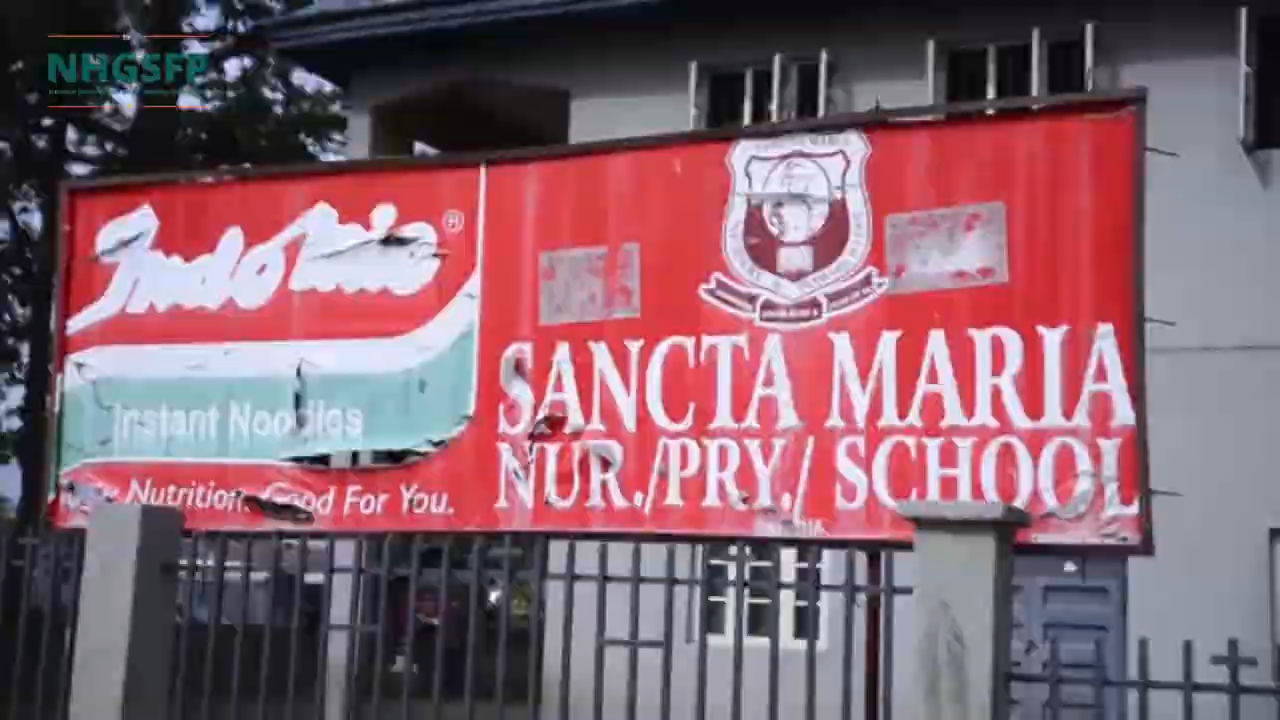 NHGSFP
IndoMie®
Instant Noodles
Nutrition. Good For You.
SANCTA MARIA
NUR./PRY./ SCHOOL